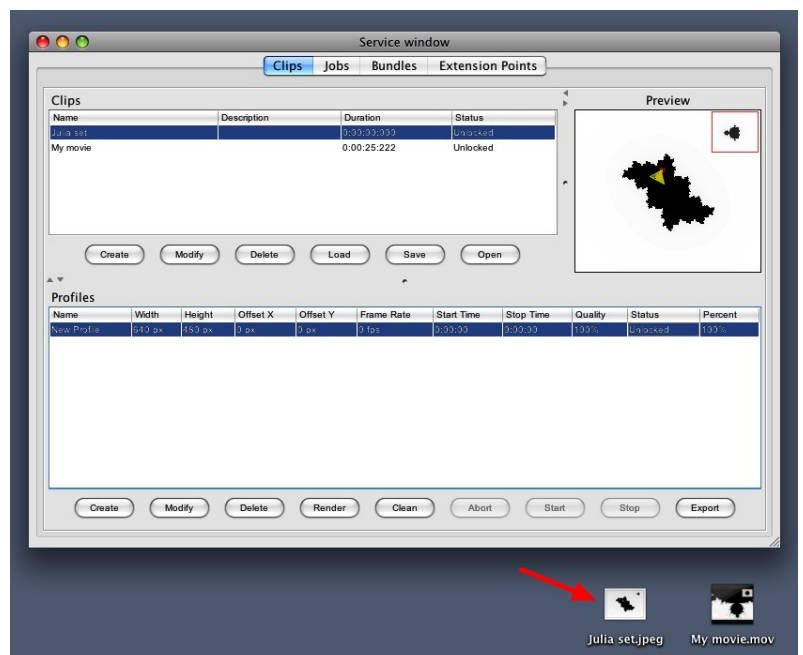 Service window
Clips Jobs Bundles Extension Points
Clips
Name Description Duration Status
Julia set 0:00:00:000 Unlocked
My movie 0:00:25:222 Unlocked
Create Modify Delete Load Save Open
Preview
Profiles
Name Width Height Offset X Offset Y Frame Rate Start Time Stop Time Quality Status Percent
New Profile 640 px 480 px 0 px 0 px 0 fps 0:00:00 0:00:00 100% Unlocked 100%
Create Modify Delete Render Clean Abort Start Stop Export
Julia set.jpeg My movie.mov